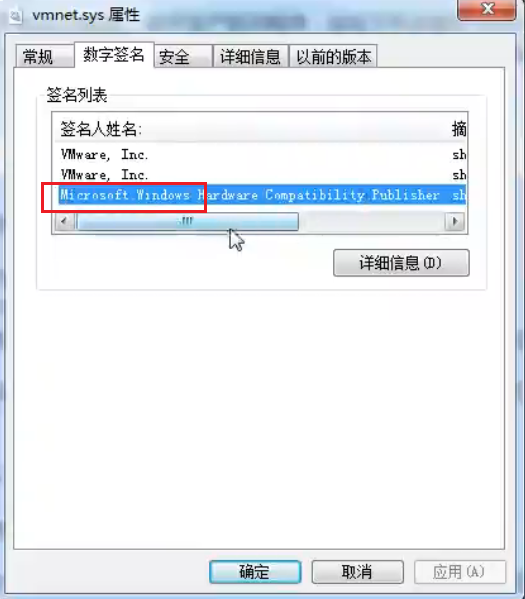 vmnet.sys 属性
常规 数字签名 安全 详细信息 以前的版本
签名列表
签名人姓名: 摘
VMware, Inc. sh
VMware, Inc. sh
Microsoft Windows Hardware Compatibility Publisher sh
详细信息(D)
确定 取消 应用(A)